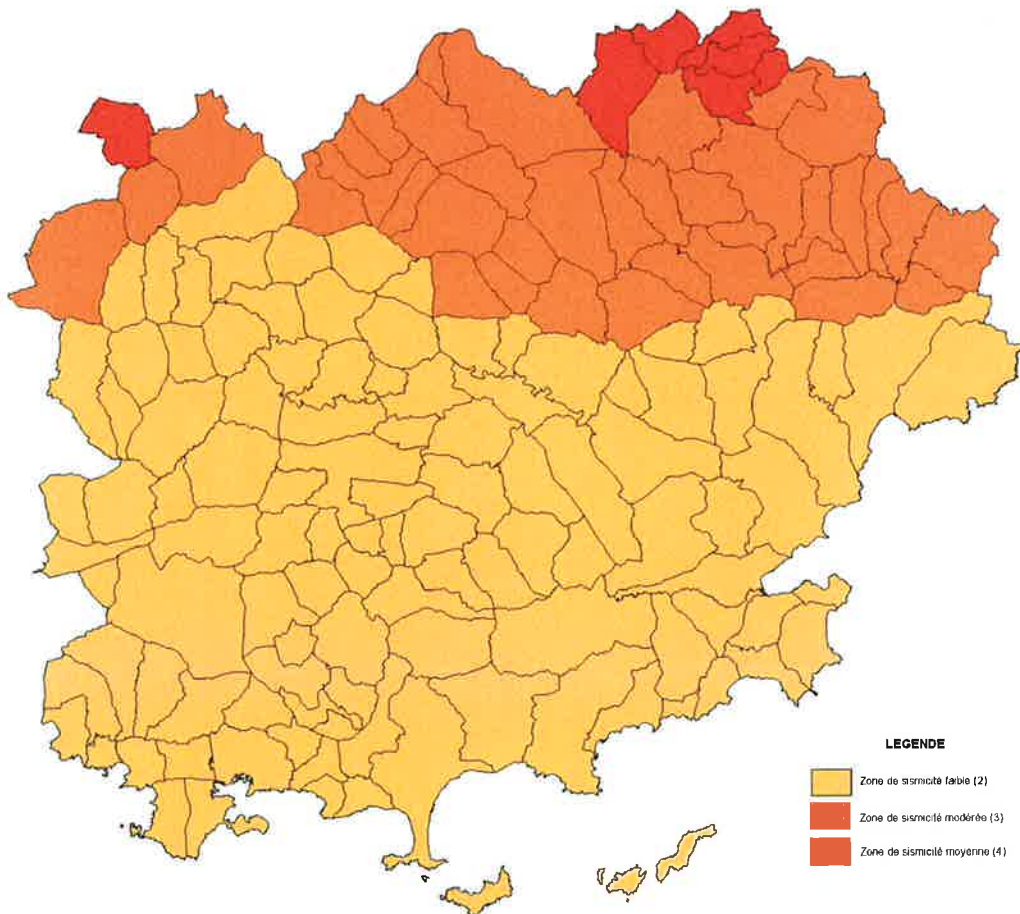 LEGENDE
Zone de sismicité faible (2)
Zone de sismicité modérée (3)
Zone de sismicité moyenne (4)